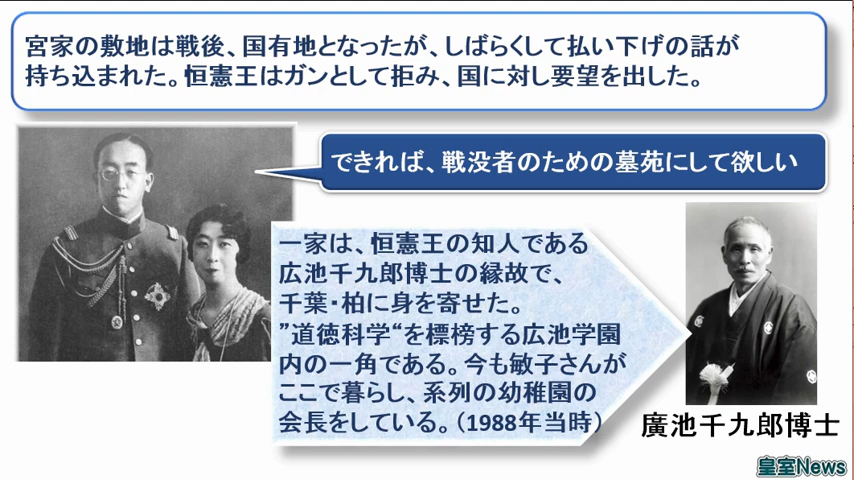 宮家の敷地は戦後、国有地となったが、しばらくして払い下げの話が
持ち込まれた。恒憲王はガンとして拒み、国に対し要望を出した。
できれば、戦没者のための墓苑にして欲しい
一家は、恒憲王の知人である
広池千九郎博士の縁故で、
千葉・柏に身を寄せた。
”道徳科学“を標榜する広池学園
内の一角である。今も敏子さんが
ここで暮らし、系列の幼稚園の
会長をしている。（1988年当時）
廣池千九郎博士
皇室News